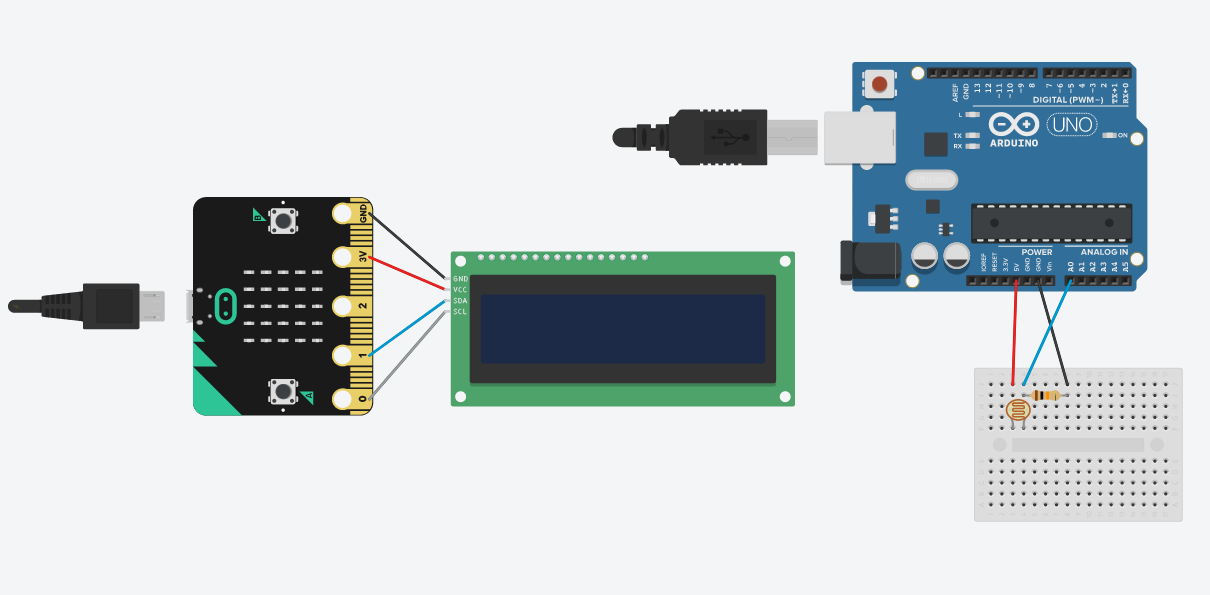 B
GND
3V
2
1
0
A
GND
VCC
SDA
SCL
AREF
GND
13
12
~11
~10
~9
8
7
~6
~5
4
~3
2
TX→1
RX←0
DIGITAL (PWM~)
L
TX
RX
UNO
ON
ARDUINO
POWER
ANALOG IN
IOREF
RESET
3.3V
5V
GND
GND
Vin
A0
A1
A2
A3
A4
A5